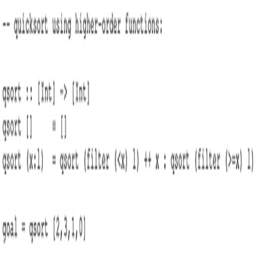 -- quicksort using higher-order functions:
qsort :: [Int] -> [Int]
qsort []     = []
qsort (x:l)  = qsort (filter (<x) l) ++ x : qsort (filter (>=x) l)
goal = qsort [2,3,1,0]